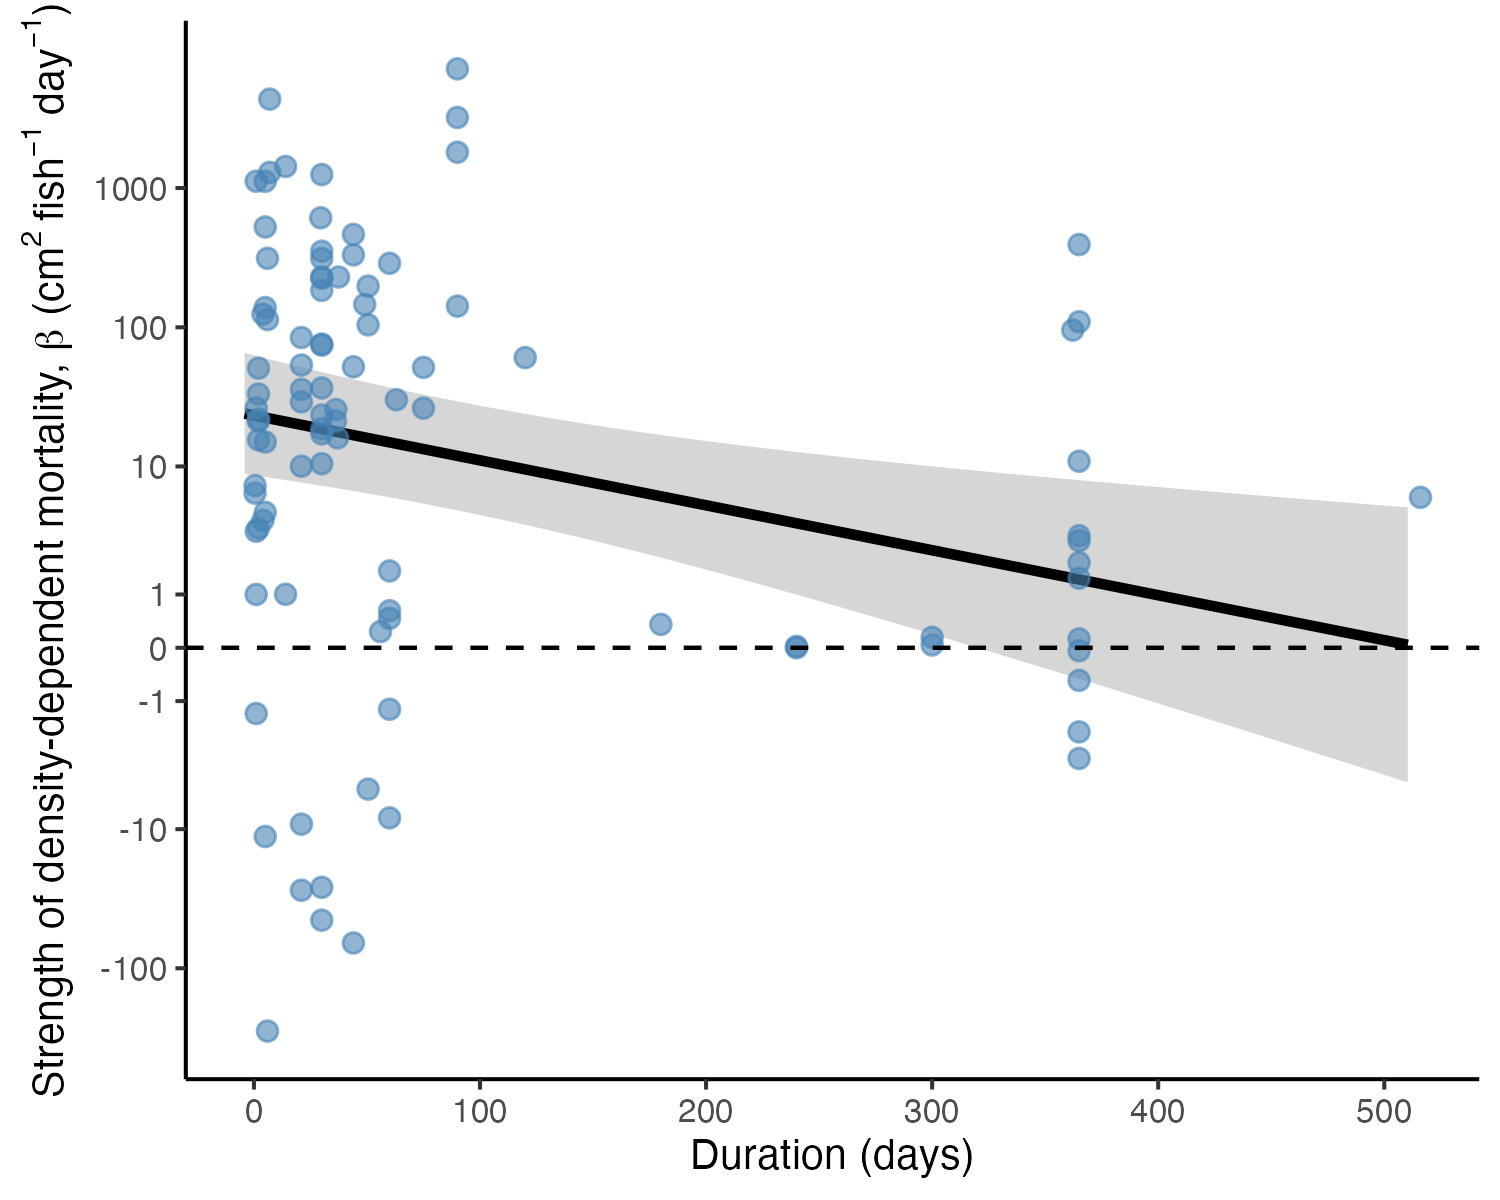 Strength of density-dependent mortality, β (cm² fish⁻¹ day⁻¹)
1000
100
10
1
0
-1
-10
-100
0 100 200 300 400 500
Duration (days)